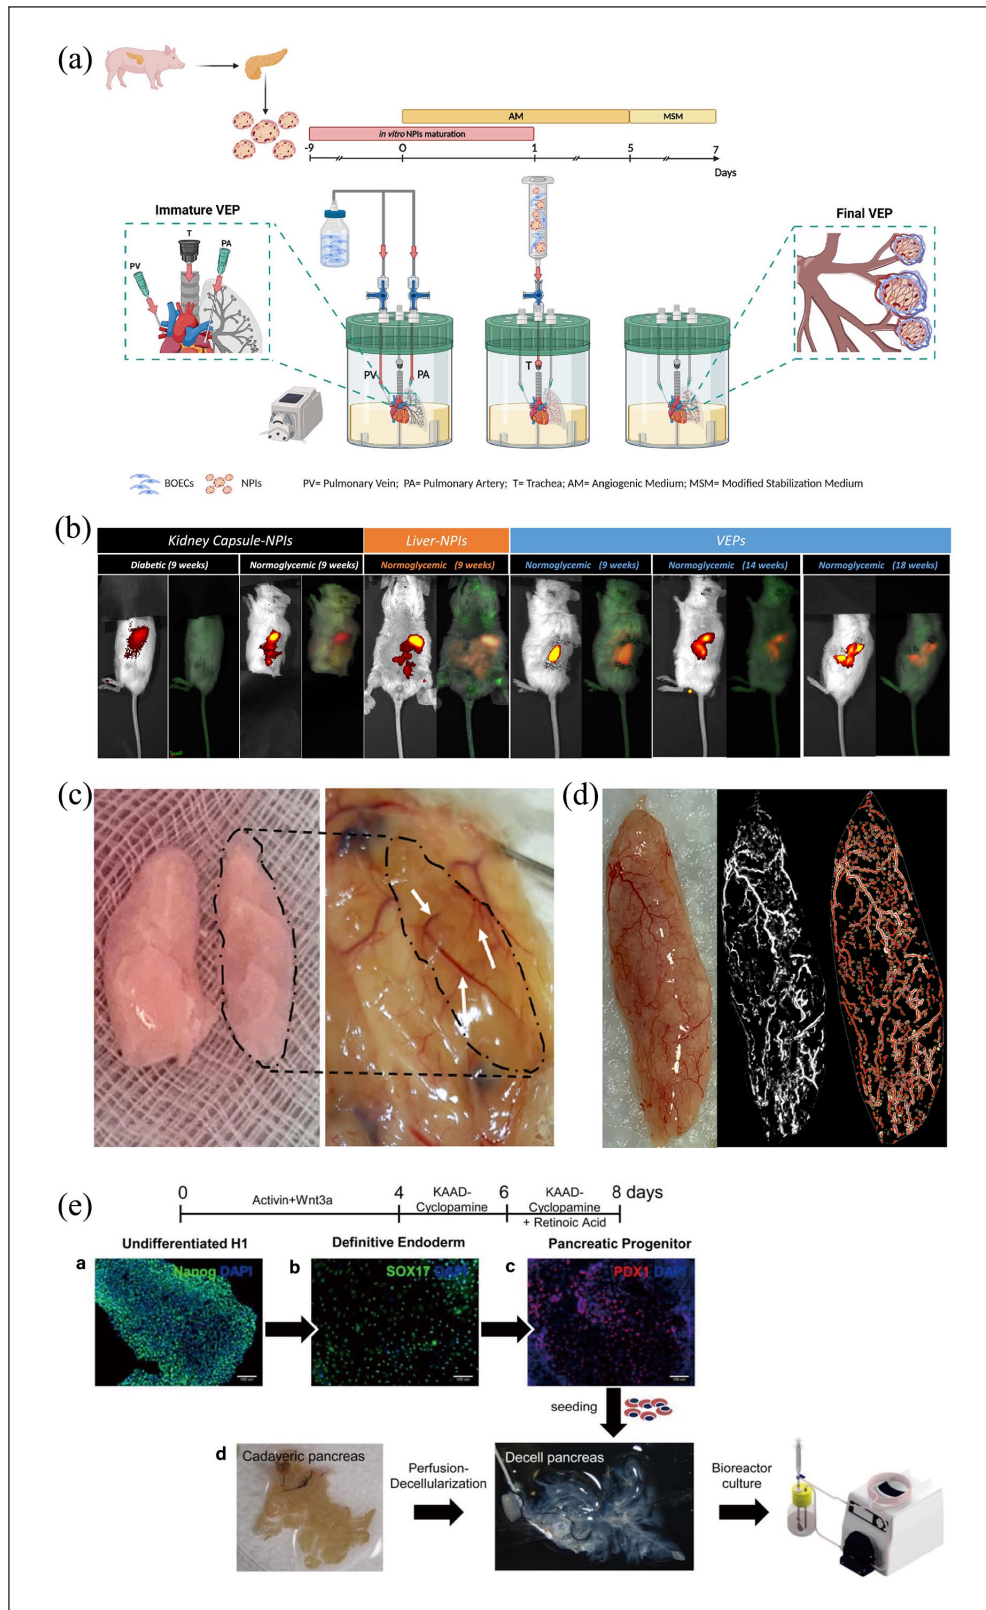 (a)
AM
MSM
in vitro NPIs maturation
-9
O
1
5
7
Days
Immature VEP
T
PA
PV
Final VEP
PV
PA
T
BOECs
NPIs
PV= Pulmonary Vein; PA= Pulmonary Artery; T= Trachea; AM= Angiogenic Medium; MSM= Modified Stabilization Medium
(b)
Kidney Capsule-NPIs
Liver-NPIs
VEPs
Diabetic (9 weeks)
Normoglycemic (9 weeks)
Normoglycemic (9 weeks)
Normoglycemic (9 weeks)
Normoglycemic (14 weeks)
Normoglycemic (18 weeks)
(c)
(d)
(e)
0
4
6
8 days
Activin+Wnt3a
KAAD-
Cyclopamine
KAAD-
Cyclopamine
+ Retinoic Acid
Undifferentiated H1
Definitive Endoderm
Pancreatic Progenitor
a
Nanog DAPI
b
SOX17 DAPI
c
PDX1 DAPI
seeding
d
Cadaveric pancreas
Perfusion-
Decellularization
Decell pancreas
Bioreactor
culture